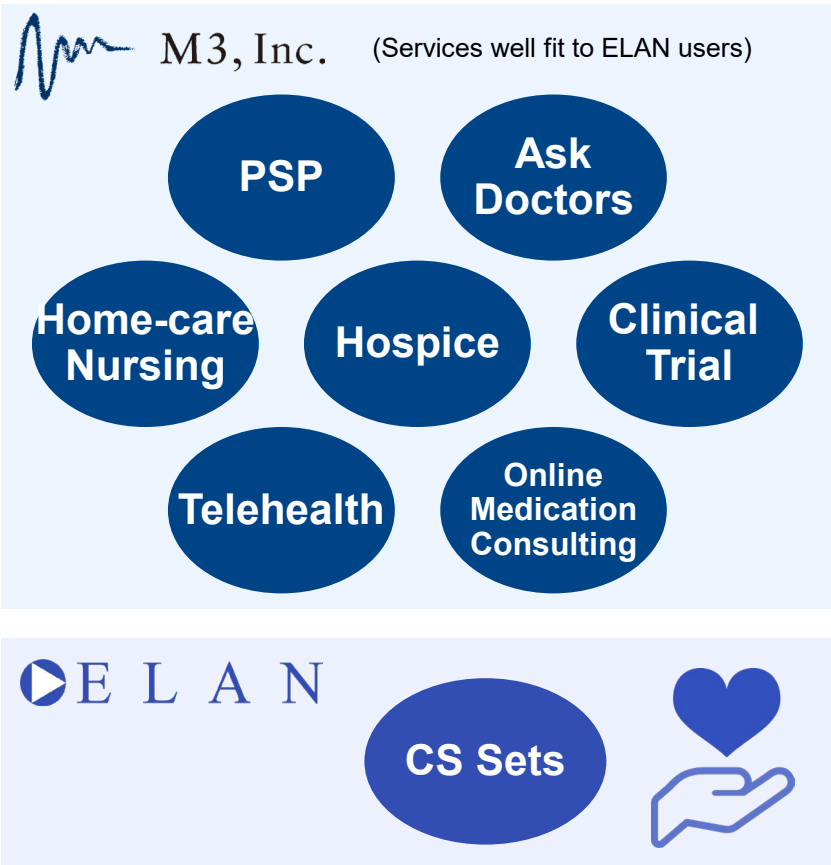 M3, Inc. (Services well fit to ELAN users)
PSP
Ask
Doctors
Home-care
Nursing
Hospice
Clinical
Trial
Telehealth
Online
Medication
Consulting
ELAN
CS Sets